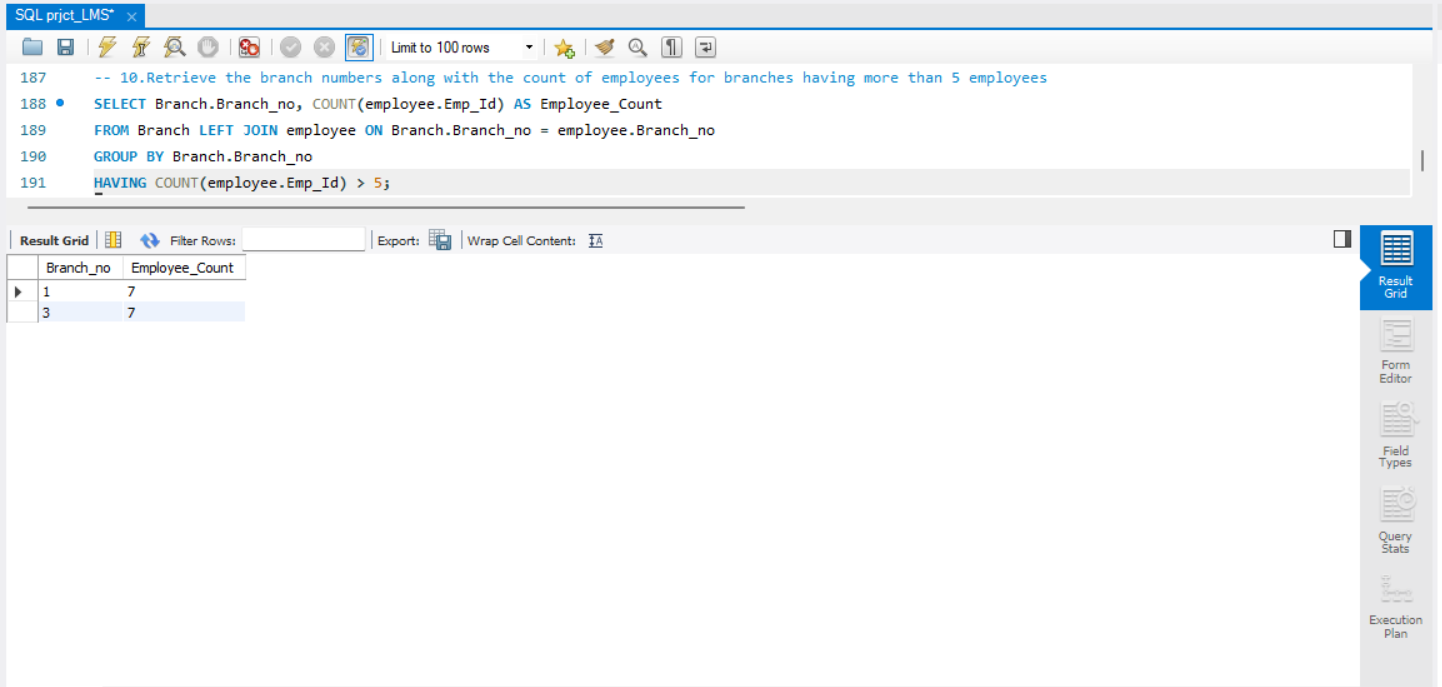 SQL prjct_LMS* ×
Limit to 100 rows
187 -- 10.Retrieve the branch numbers along with the count of employees for branches having more than 5 employees
188 SELECT Branch.Branch_no, COUNT(employee.Emp_Id) AS Employee_Count
189 FROM Branch LEFT JOIN employee ON Branch.Branch_no = employee.Branch_no
190 GROUP BY Branch.Branch_no
191 HAVING COUNT(employee.Emp_Id) > 5;
Result Grid Filter Rows: Export: Wrap Cell Content: IA
Branch_no Employee_Count
1 7
3 7
Result
Grid
Form
Editor
Field
Types
Query
Stats
Execution
Plan